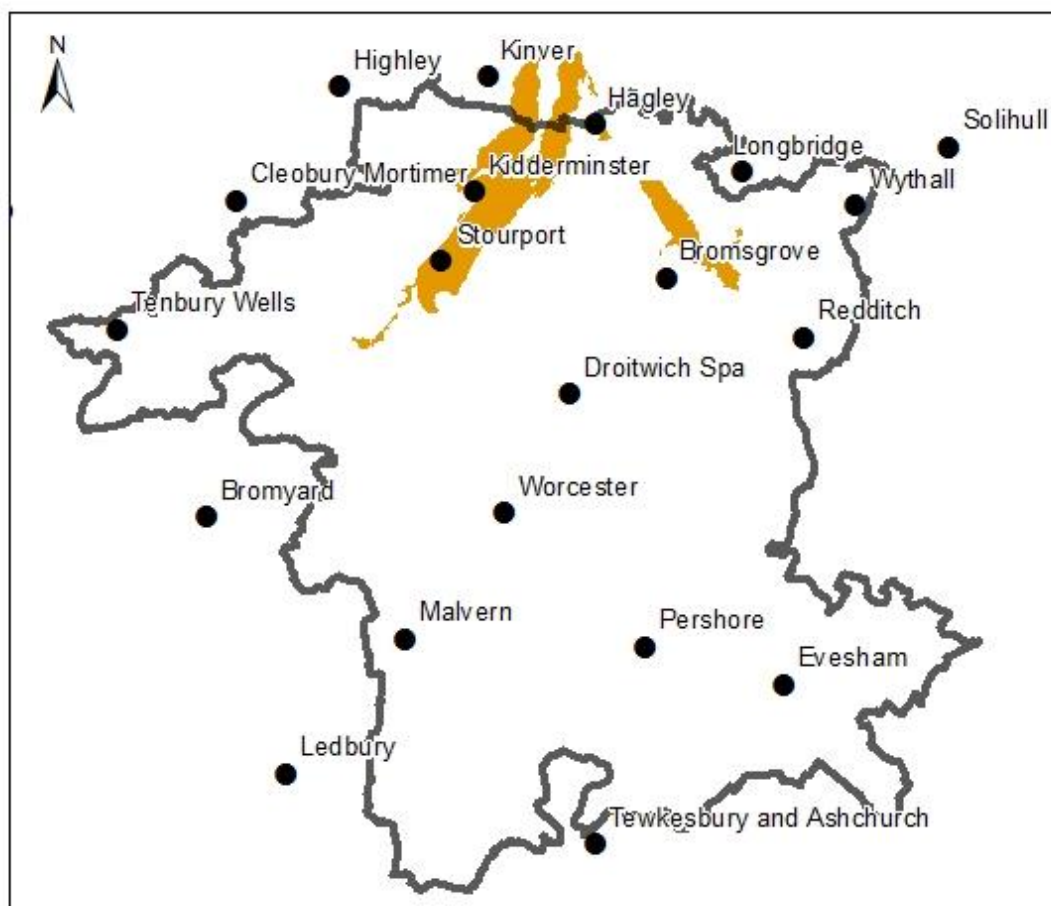 N
Kinver
Highley
Hagley
Solihull
Longbridge
Cleobury Mortimer
Kidderminster
Wythall
Stourport
Bromsgrove
Tenbury Wells
Redditch
Droitwich Spa
Bromyard
Worcester
Malvern
Pershore
Evesham
Ledbury
Tewkesbury and Ashchurch